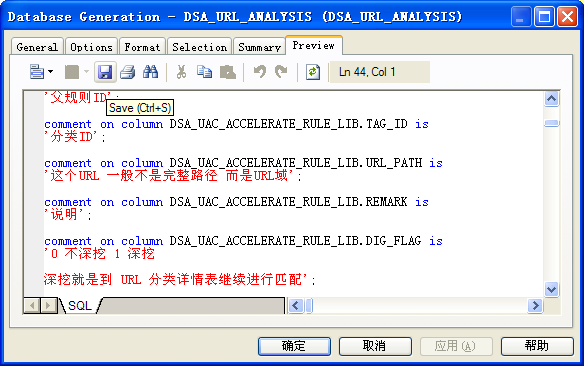 Database Generation - DSA_URL_ANALYSIS (DSA_URL_ANALYSIS)
General Options Format Selection Summary Preview
Ln 44, Col 1
'父规则ID';
Save (Ctrl+S)
comment on column DSA_UAC_ACCELERATE_RULE_LIB.TAG_ID is
'分类ID';
comment on column DSA_UAC_ACCELERATE_RULE_LIB.URL_PATH is
'这个URL 一般不是完整路径 而是URL域';
comment on column DSA_UAC_ACCELERATE_RULE_LIB.REMARK is
'说明';
comment on column DSA_UAC_ACCELERATE_RULE_LIB.DIG_FLAG is
'0 不深挖 1 深挖
深挖就是到 URL 分类详情表继续进行匹配';
SQL
确定 取消 应用(A) 帮助